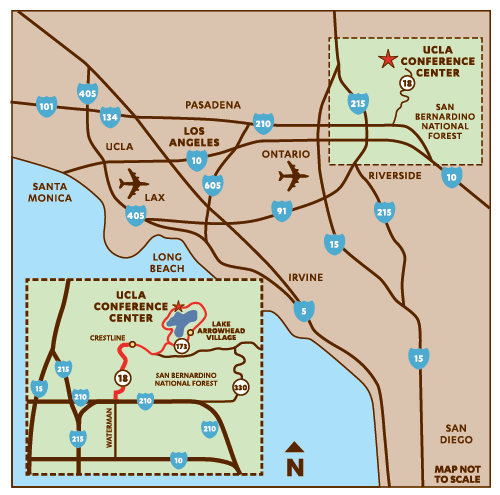 UCLA
CONFERENCE
CENTER
405
18
215
101
134
PASADENA
210
SAN
BERNARDINO
NATIONAL
FOREST
LOS
ANGELES
UCLA
10
ONTARIO
605
RIVERSIDE
10
SANTA
MONICA
LAX
405
91
215
15
LONG
BEACH
IRVINE
5
15
SAN
DIEGO
MAP NOT
TO SCALE
N
UCLA
CONFERENCE
CENTER
LAKE
ARROWHEAD
VILLAGE
CRESTLINE
173
215
18
SAN BERNARDINO
NATIONAL FOREST
330
15
210
210
WATERMAN
210
215
10